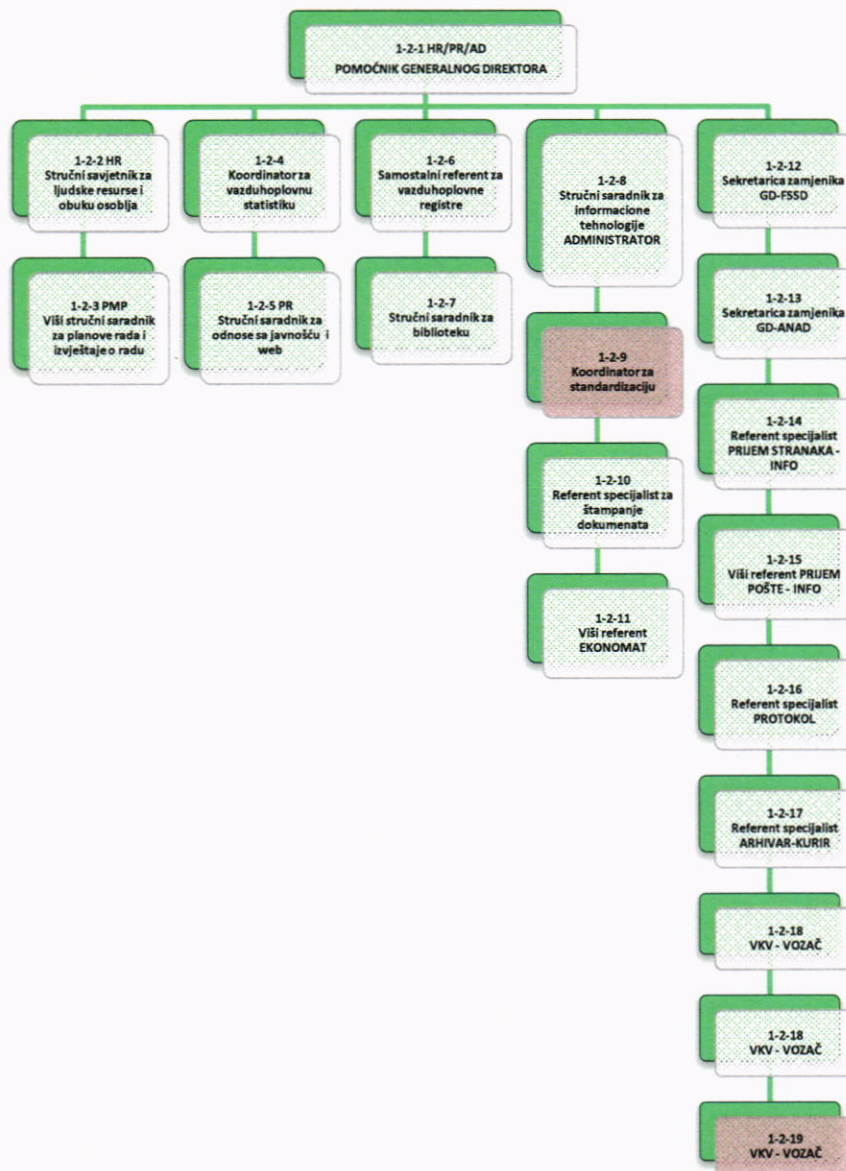 1-2-1 HR/PR/AD
POMOĆNIK GENERALNOG DIREKTORA
1-2-2 HR
Stručni savjetnik za
ljudske resurse i
obuku osoblja
1-2-3 PMP
Viši stručni saradnik
za planove rada i
izvještaje o radu
1-2-4
Koordinator za
vazduhoplovnu
statistiku
1-2-5 PR
Stručni saradnik za
odnose sa javnošću i
web
1-2-6
Samostalni referent za
vazduhoplovne
registre
1-2-7
Stručni saradnik za
biblioteku
1-2-8
Stručni saradnik za
informacione
tehnologije
ADMINISTRATOR
1-2-9
Koordinator za
standardizaciju
1-2-10
Referent specijalist za
štampanje
dokumenata
1-2-11
Viši referent
EKONOMAT
1-2-12
Sekretarica zamjenika
GD-FSSD
1-2-13
Sekretarica zamjenika
GD-ANAD
1-2-14
Referent specijalist
PRIJEM STRANAKA -
INFO
1-2-15
Viši referent PRIJEM
POŠTE - INFO
1-2-16
Referent specijalist
PROTOKOL
1-2-17
Referent specijalist
ARHIVAR-KURIR
1-2-18
VKV - VOZAČ
1-2-18
VKV - VOZAČ
1-2-19
VKV - VOZAČ